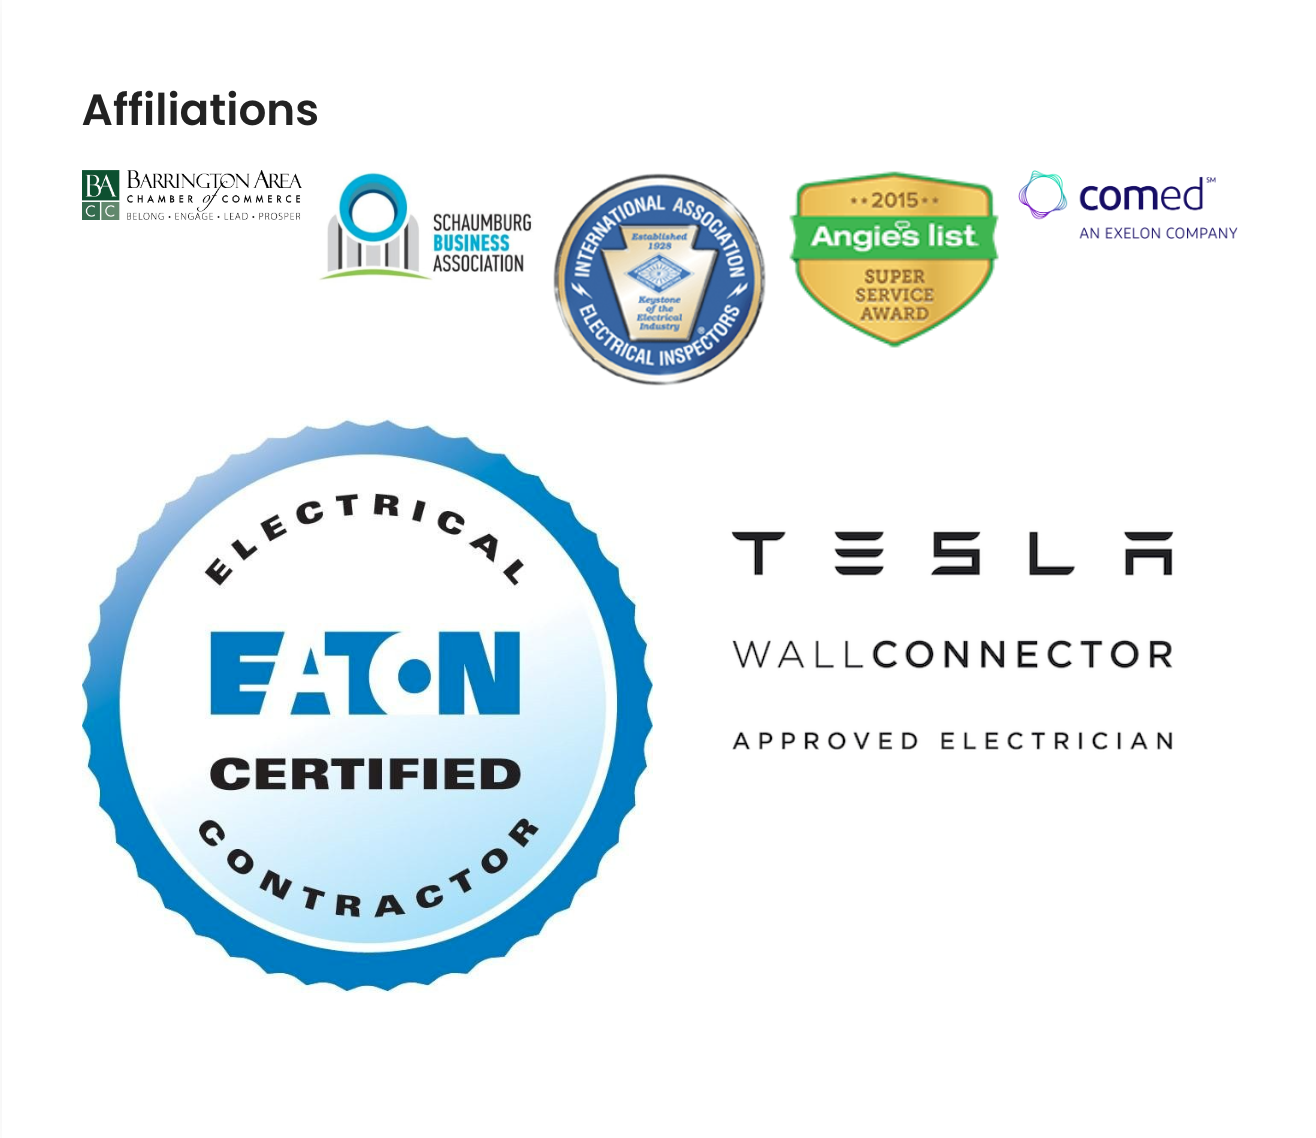 Affiliations
BA
CC
BARRINGTON AREA
CHAMBER of COMMERCE
BELONG • ENGAGE • LEAD • PROSPER
SCHAUMBURG
BUSINESS
ASSOCIATION
INTERNATIONAL ASSOCIATION
Established
1928
Keystone
of the
Electrical
Industry
®
ELECTRICAL INSPECTORS
2015
Angie's list
SUPER
SERVICE
AWARD
comed℠
AN EXELON COMPANY
ELECTRICAL
EATON
CERTIFIED
CONTRACTOR
TESLA
WALLCONNECTOR
APPROVED ELECTRICIAN